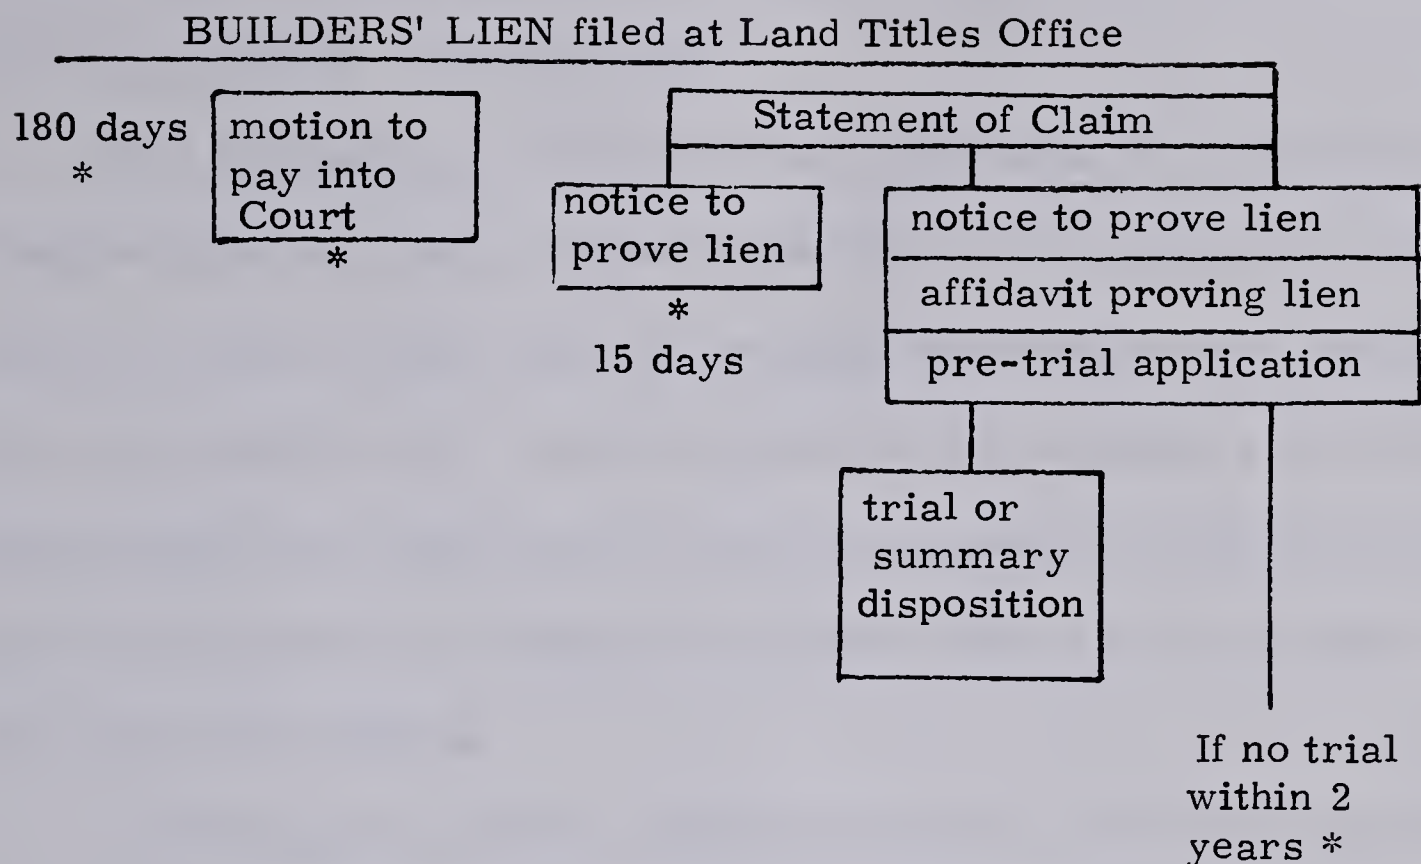 BUILDERS' LIEN filed at Land Titles Office
180 days
*
motion to
pay into
Court
*
Statement of Claim
notice to
prove lien
*
15 days
notice to prove lien
affidavit proving lien
pre-trial application
trial or
summary
disposition
If no trial
within 2
years *